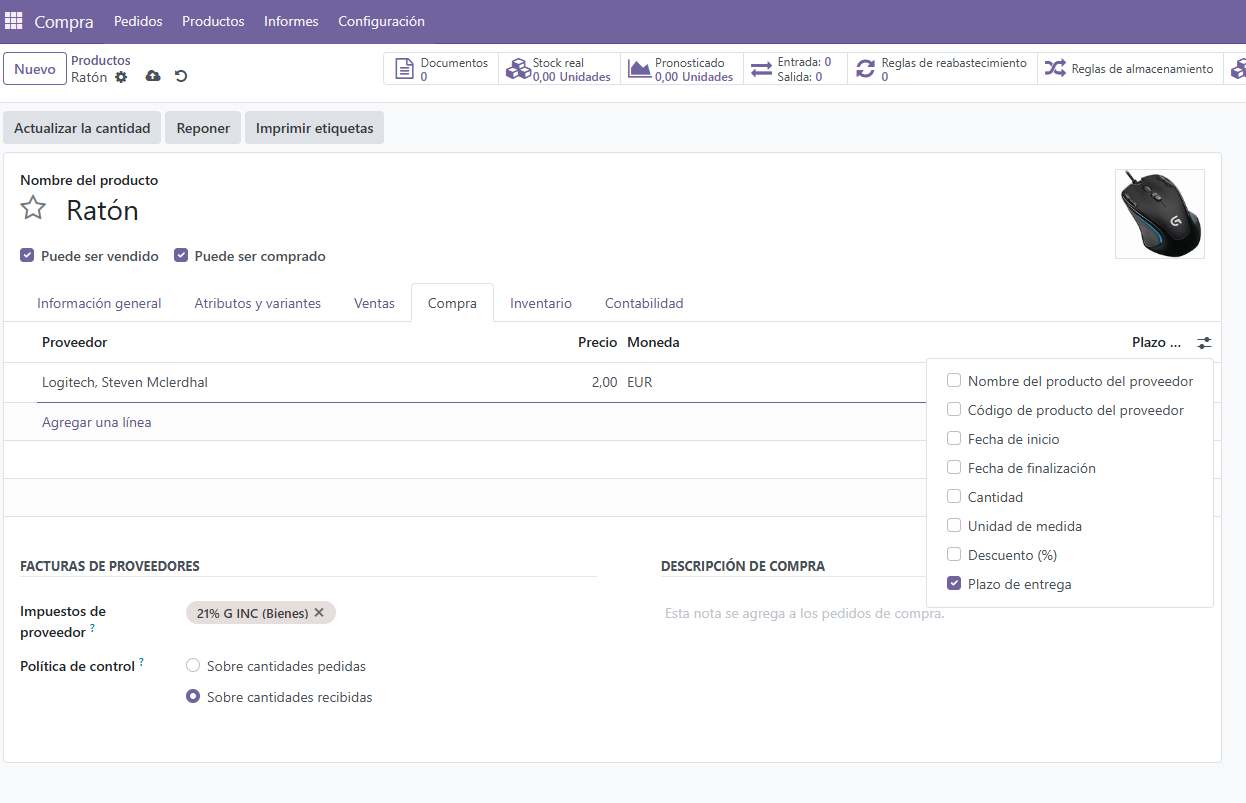 Compra Pedidos Productos Informes Configuración
Nuevo
Productos
Ratón
Documentos
0
Stock real
0,00 Unidades
Pronosticado
0,00 Unidades
Entrada: 0
Salida: 0
Reglas de reabastecimiento
0
Reglas de almacenamiento
Actualizar la cantidad Reponer Imprimir etiquetas
Nombre del producto
Ratón
Puede ser vendido Puede ser comprado
Información general Atributos y variantes Ventas Compra Inventario Contabilidad
Proveedor Precio Moneda Plazo ...
Logitech, Steven Mclerdhal 2,00 EUR
Agregar una línea
Nombre del producto del proveedor
Código de producto del proveedor
Fecha de inicio
Fecha de finalización
Cantidad
Unidad de medida
Descuento (%)
Plazo de entrega
FACTURAS DE PROVEEDORES
Impuestos de
proveedor ?
21% G INC (Bienes) ✕
Política de control ?
Sobre cantidades pedidas
Sobre cantidades recibidas
DESCRIPCIÓN DE COMPRA
Esta nota se agrega a los pedidos de compra.